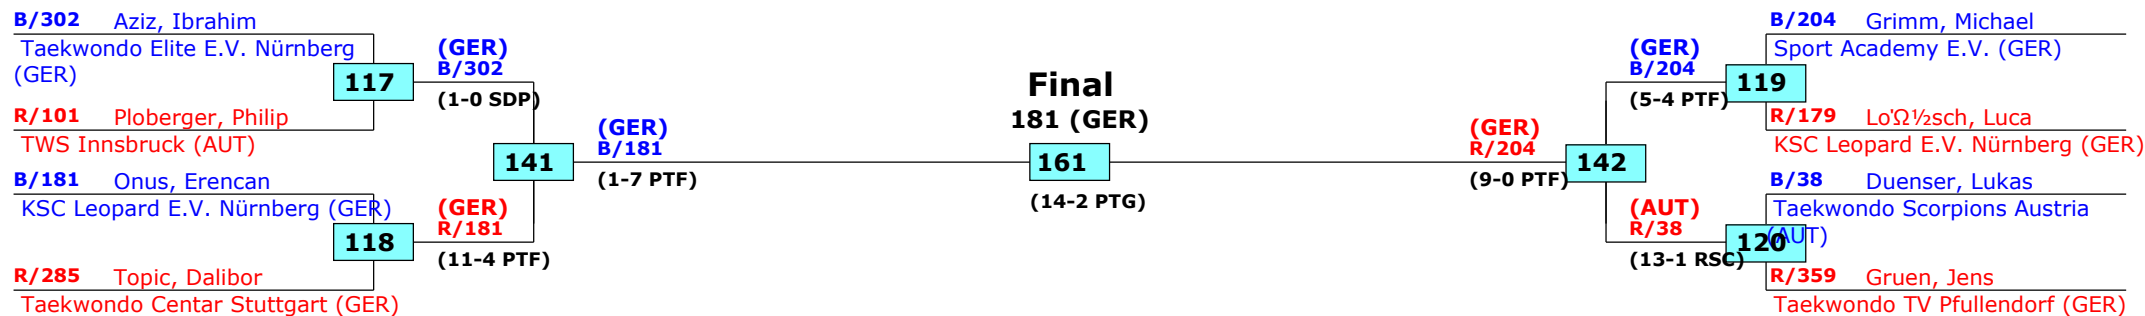 B/302 Aziz, Ibrahim
Taekwondo Elite E.V. Nürnberg
(GER)
117
R/101 Ploberger, Philip
TWS Innsbruck (AUT)
B/181 Onus, Erencan
KSC Leopard E.V. Nürnberg (GER)
118
R/285 Topic, Dalibor
Taekwondo Centar Stuttgart (GER)
(GER)
B/302
(1-0 SDP)
141
(GER)
R/181
(11-4 PTF)
(GER)
B/181
(1-7 PTF)
Final
181 (GER)
161
(14-2 PTG)
(GER)
R/204
(9-0 PTF)
142
(GER)
B/204
(5-4 PTF)
(AUT)
R/38
(13-1 RSC)
B/204 Grimm, Michael
Sport Academy E.V. (GER)
119
R/179 Lo'Ω½sch, Luca
KSC Leopard E.V. Nürnberg (GER)
B/38 Duenser, Lukas
Taekwondo Scorpions Austria
(AUT)
120
R/359 Gruen, Jens
Taekwondo TV Pfullendorf (GER)